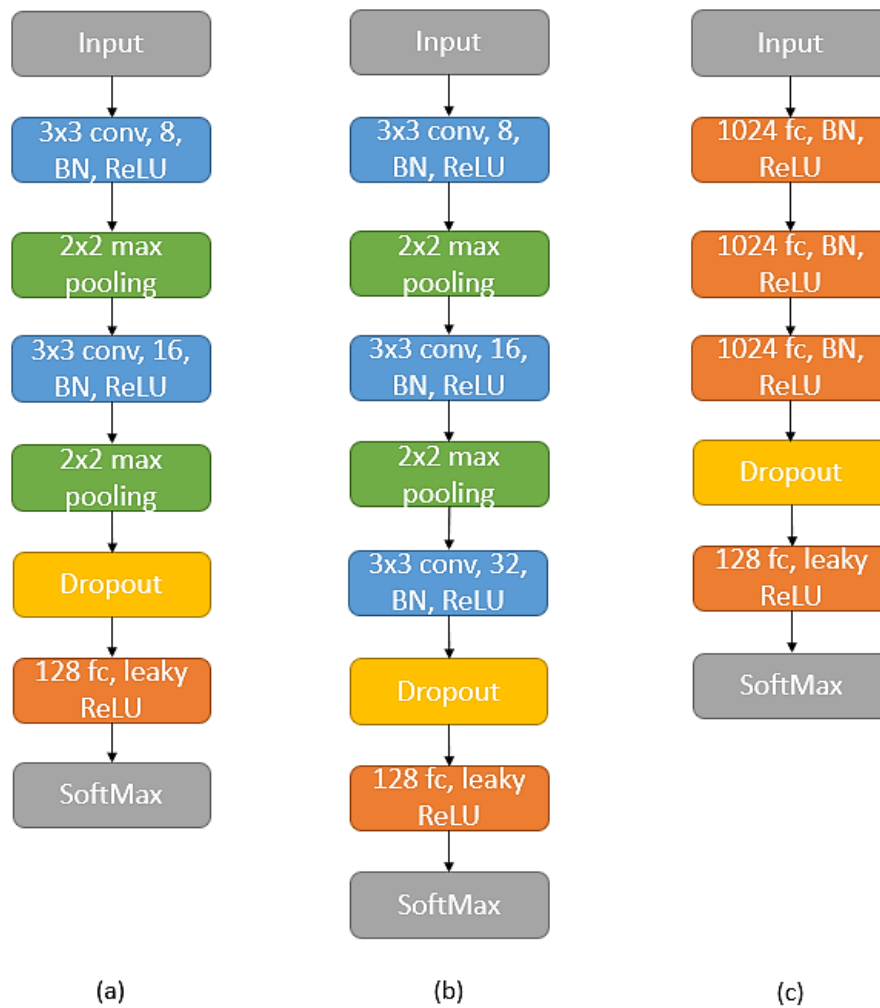 Input
3x3 conv, 8,
BN, ReLU
2x2 max
pooling
3x3 conv, 16,
BN, ReLU
2x2 max
pooling
Dropout
128 fc, leaky
ReLU
SoftMax
(a)
Input
3x3 conv, 8,
BN, ReLU
2x2 max
pooling
3x3 conv, 16,
BN, ReLU
2x2 max
pooling
3x3 conv, 32,
BN, ReLU
Dropout
128 fc, leaky
ReLU
SoftMax
(b)
Input
1024 fc, BN,
ReLU
1024 fc, BN,
ReLU
1024 fc, BN,
ReLU
Dropout
128 fc, leaky
ReLU
SoftMax
(c)